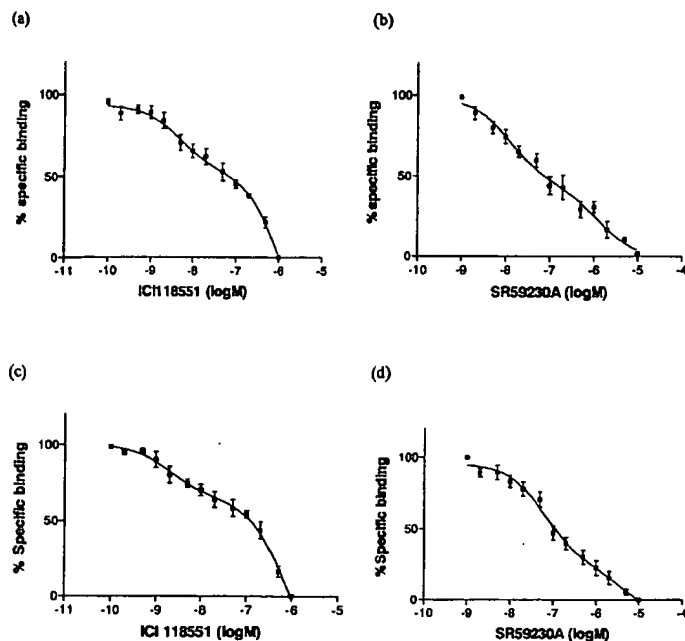 (a)
% specific binding
100
50
0
-11 -10 -9 -8 -7 -6 -5
ICI118551 (logM)
(b)
% specific binding
100
50
0
-10 -9 -8 -7 -6 -5 -4
SR59230A (logM)
(c)
% Specific binding
100
50
0
-11 -10 -9 -8 -7 -6 -5
ICI 118551 (logM)
(d)
%Specific binding
100
50
0
-10 -9 -8 -7 -6 -5 -4
SR59230A (logM)